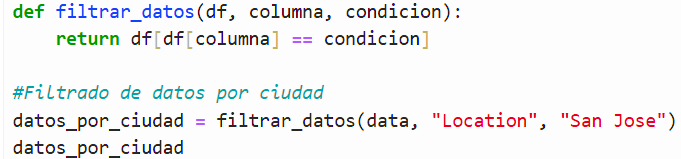 def filtrar_datos(df, columna, condicion):
    return df[df[columna] == condicion]

#Filtrado de datos por ciudad
datos_por_ciudad = filtrar_datos(data, "Location", "San Jose")
datos_por_ciudad